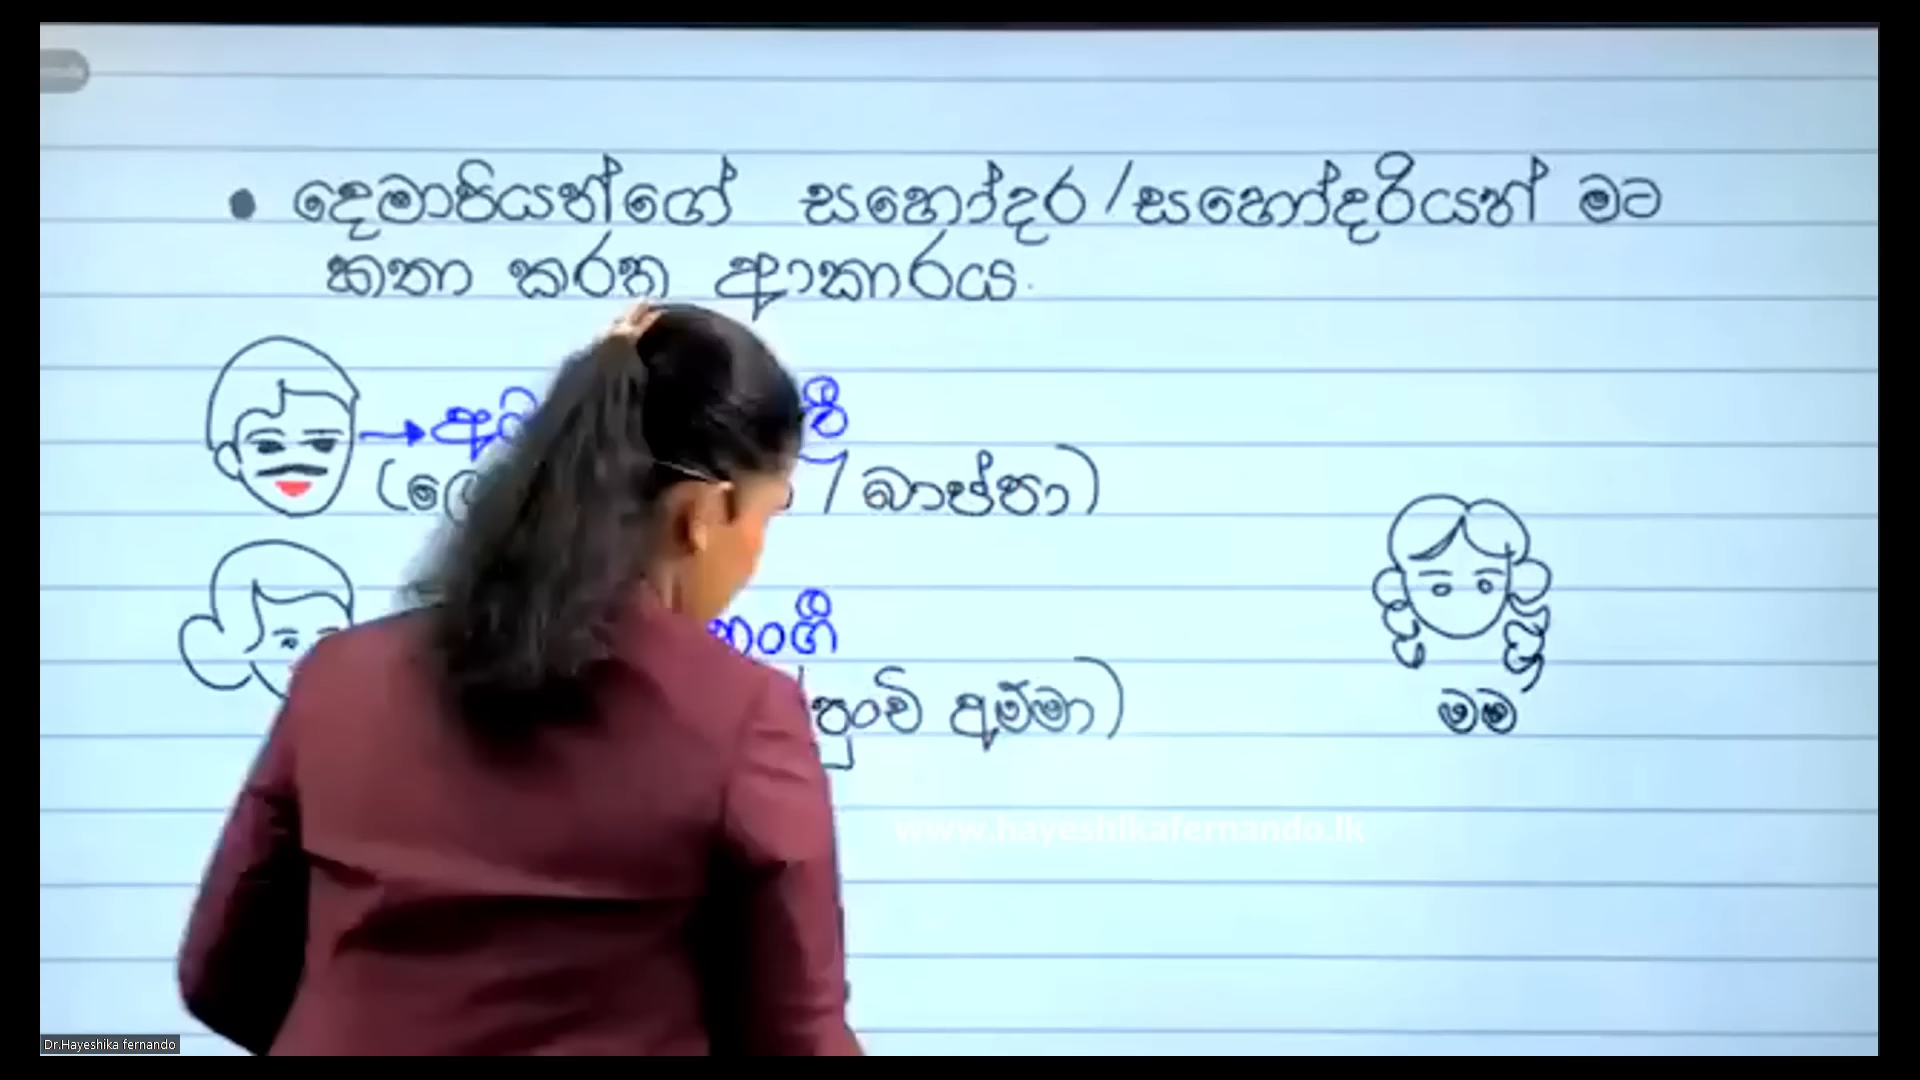 දෙමාපියන්ගේ සහෝදර/සහෝදරියන් මට
කතා කරන ආකාරය.
/ බාප්පා)
නංගී
පුංචි අම්මා)
මම
www.hayeshikafernando.lk
Dr.Hayeshika fernando